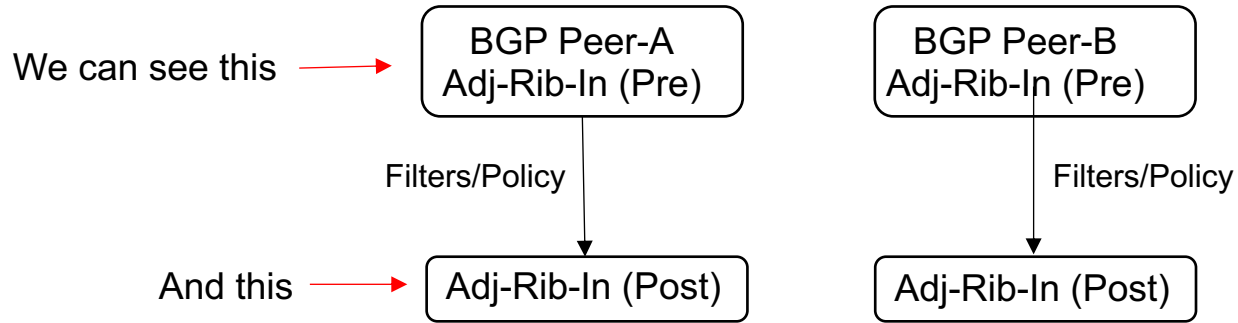 BGP Peer-A
Adj-Rib-In (Pre)
BGP Peer-B
Adj-Rib-In (Pre)
We can see this
Filters/Policy
Filters/Policy
And this
Adj-Rib-In (Post)
Adj-Rib-In (Post)